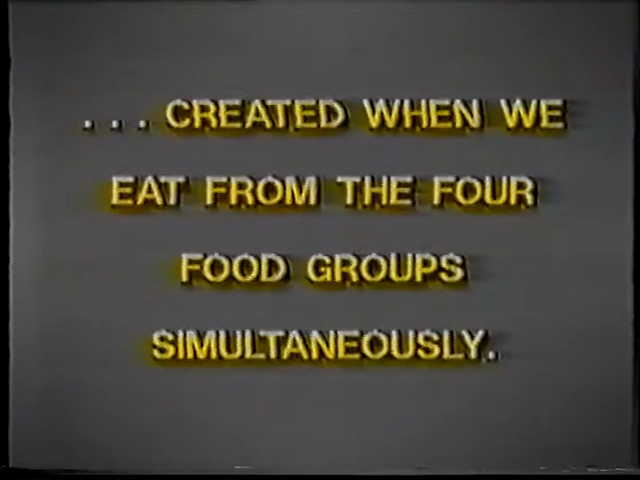 . . . CREATED WHEN WE
EAT FROM THE FOUR
FOOD GROUPS
SIMULTANEOUSLY.